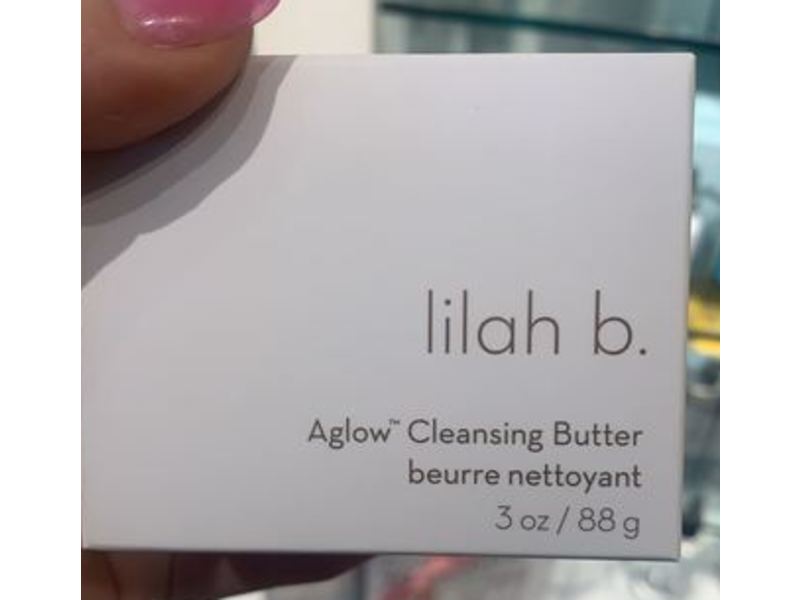 lilah b.
Aglow™ Cleansing Butter
beurre nettoyant
3 oz / 88 g